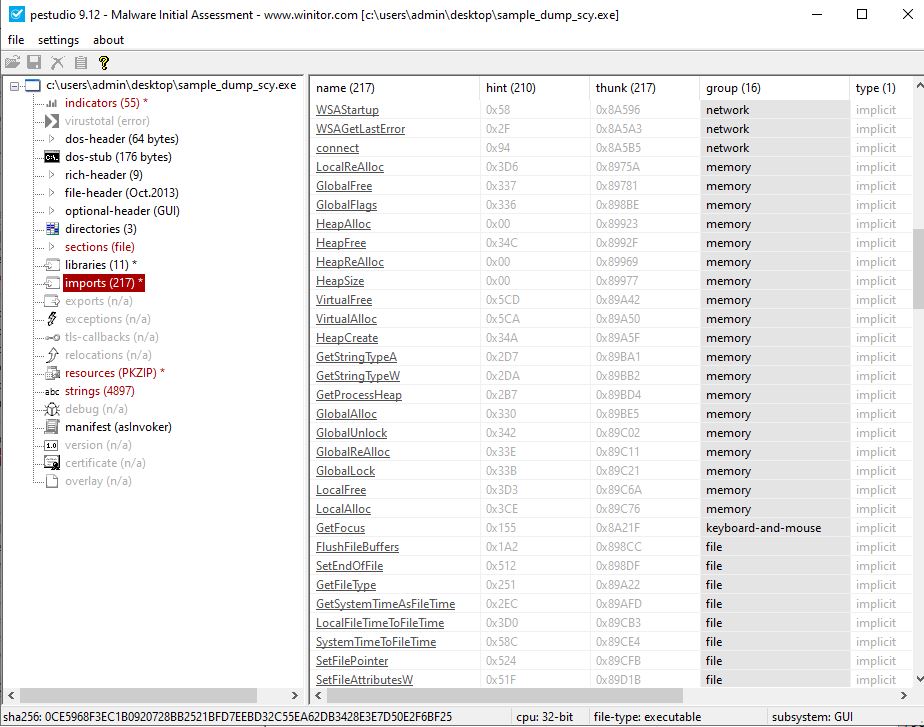 pestudio 9.12 - Malware Initial Assessment - www.winitor.com [c:\users\admin\desktop\sample_dump_scy.exe]
file settings about
c:\users\admin\desktop\sample_dump_scy.exe
indicators (55) *
virustotal (error)
dos-header (64 bytes)
dos-stub (176 bytes)
rich-header (9)
file-header (Oct.2013)
optional-header (GUI)
directories (3)
sections (file)
libraries (11) *
imports (217) *
exports (n/a)
exceptions (n/a)
tls-callbacks (n/a)
relocations (n/a)
resources (PKZIP) *
abc strings (4897)
debug (n/a)
manifest (asInvoker)
1.0 version (n/a)
certificate (n/a)
overlay (n/a)
name (217) hint (210) thunk (217) group (16) type (1)
WSAStartup 0x58 0x8A596 network implicit
WSAGetLastError 0x2F 0x8A5A3 network implicit
connect 0x94 0x8A5B5 network implicit
LocalReAlloc 0x3D6 0x8975A memory implicit
GlobalFree 0x337 0x89781 memory implicit
GlobalFlags 0x336 0x898BE memory implicit
HeapAlloc 0x00 0x89923 memory implicit
HeapFree 0x34C 0x8992F memory implicit
HeapReAlloc 0x00 0x89969 memory implicit
HeapSize 0x00 0x89977 memory implicit
VirtualFree 0x5CD 0x89A42 memory implicit
VirtualAlloc 0x5CA 0x89A50 memory implicit
HeapCreate 0x34A 0x89A5F memory implicit
GetStringTypeA 0x2D7 0x89BA1 memory implicit
GetStringTypeW 0x2DA 0x89BB2 memory implicit
GetProcessHeap 0x2B7 0x89BD4 memory implicit
GlobalAlloc 0x330 0x89BE5 memory implicit
GlobalUnlock 0x342 0x89C02 memory implicit
GlobalReAlloc 0x33E 0x89C11 memory implicit
GlobalLock 0x33B 0x89C21 memory implicit
LocalFree 0x3D3 0x89C6A memory implicit
LocalAlloc 0x3CE 0x89C76 memory implicit
GetFocus 0x155 0x8A21F keyboard-and-mouse implicit
FlushFileBuffers 0x1A2 0x898CC file implicit
SetEndOfFile 0x512 0x898DF file implicit
GetFileType 0x251 0x89A22 file implicit
GetSystemTimeAsFileTime 0x2EC 0x89AFD file implicit
LocalFileTimeToFileTime 0x3D0 0x89CB3 file implicit
SystemTimeToFileTime 0x58C 0x89CE4 file implicit
SetFilePointer 0x524 0x89CFB file implicit
SetFileAttributesW 0x51F 0x89D1B file implicit
sha256: 0CE5968F3EC1B0920728BB2521BFD7EEBD32C55EA62DB3428E3E7D50E2F6BF25 cpu: 32-bit file-type: executable subsystem: GUI